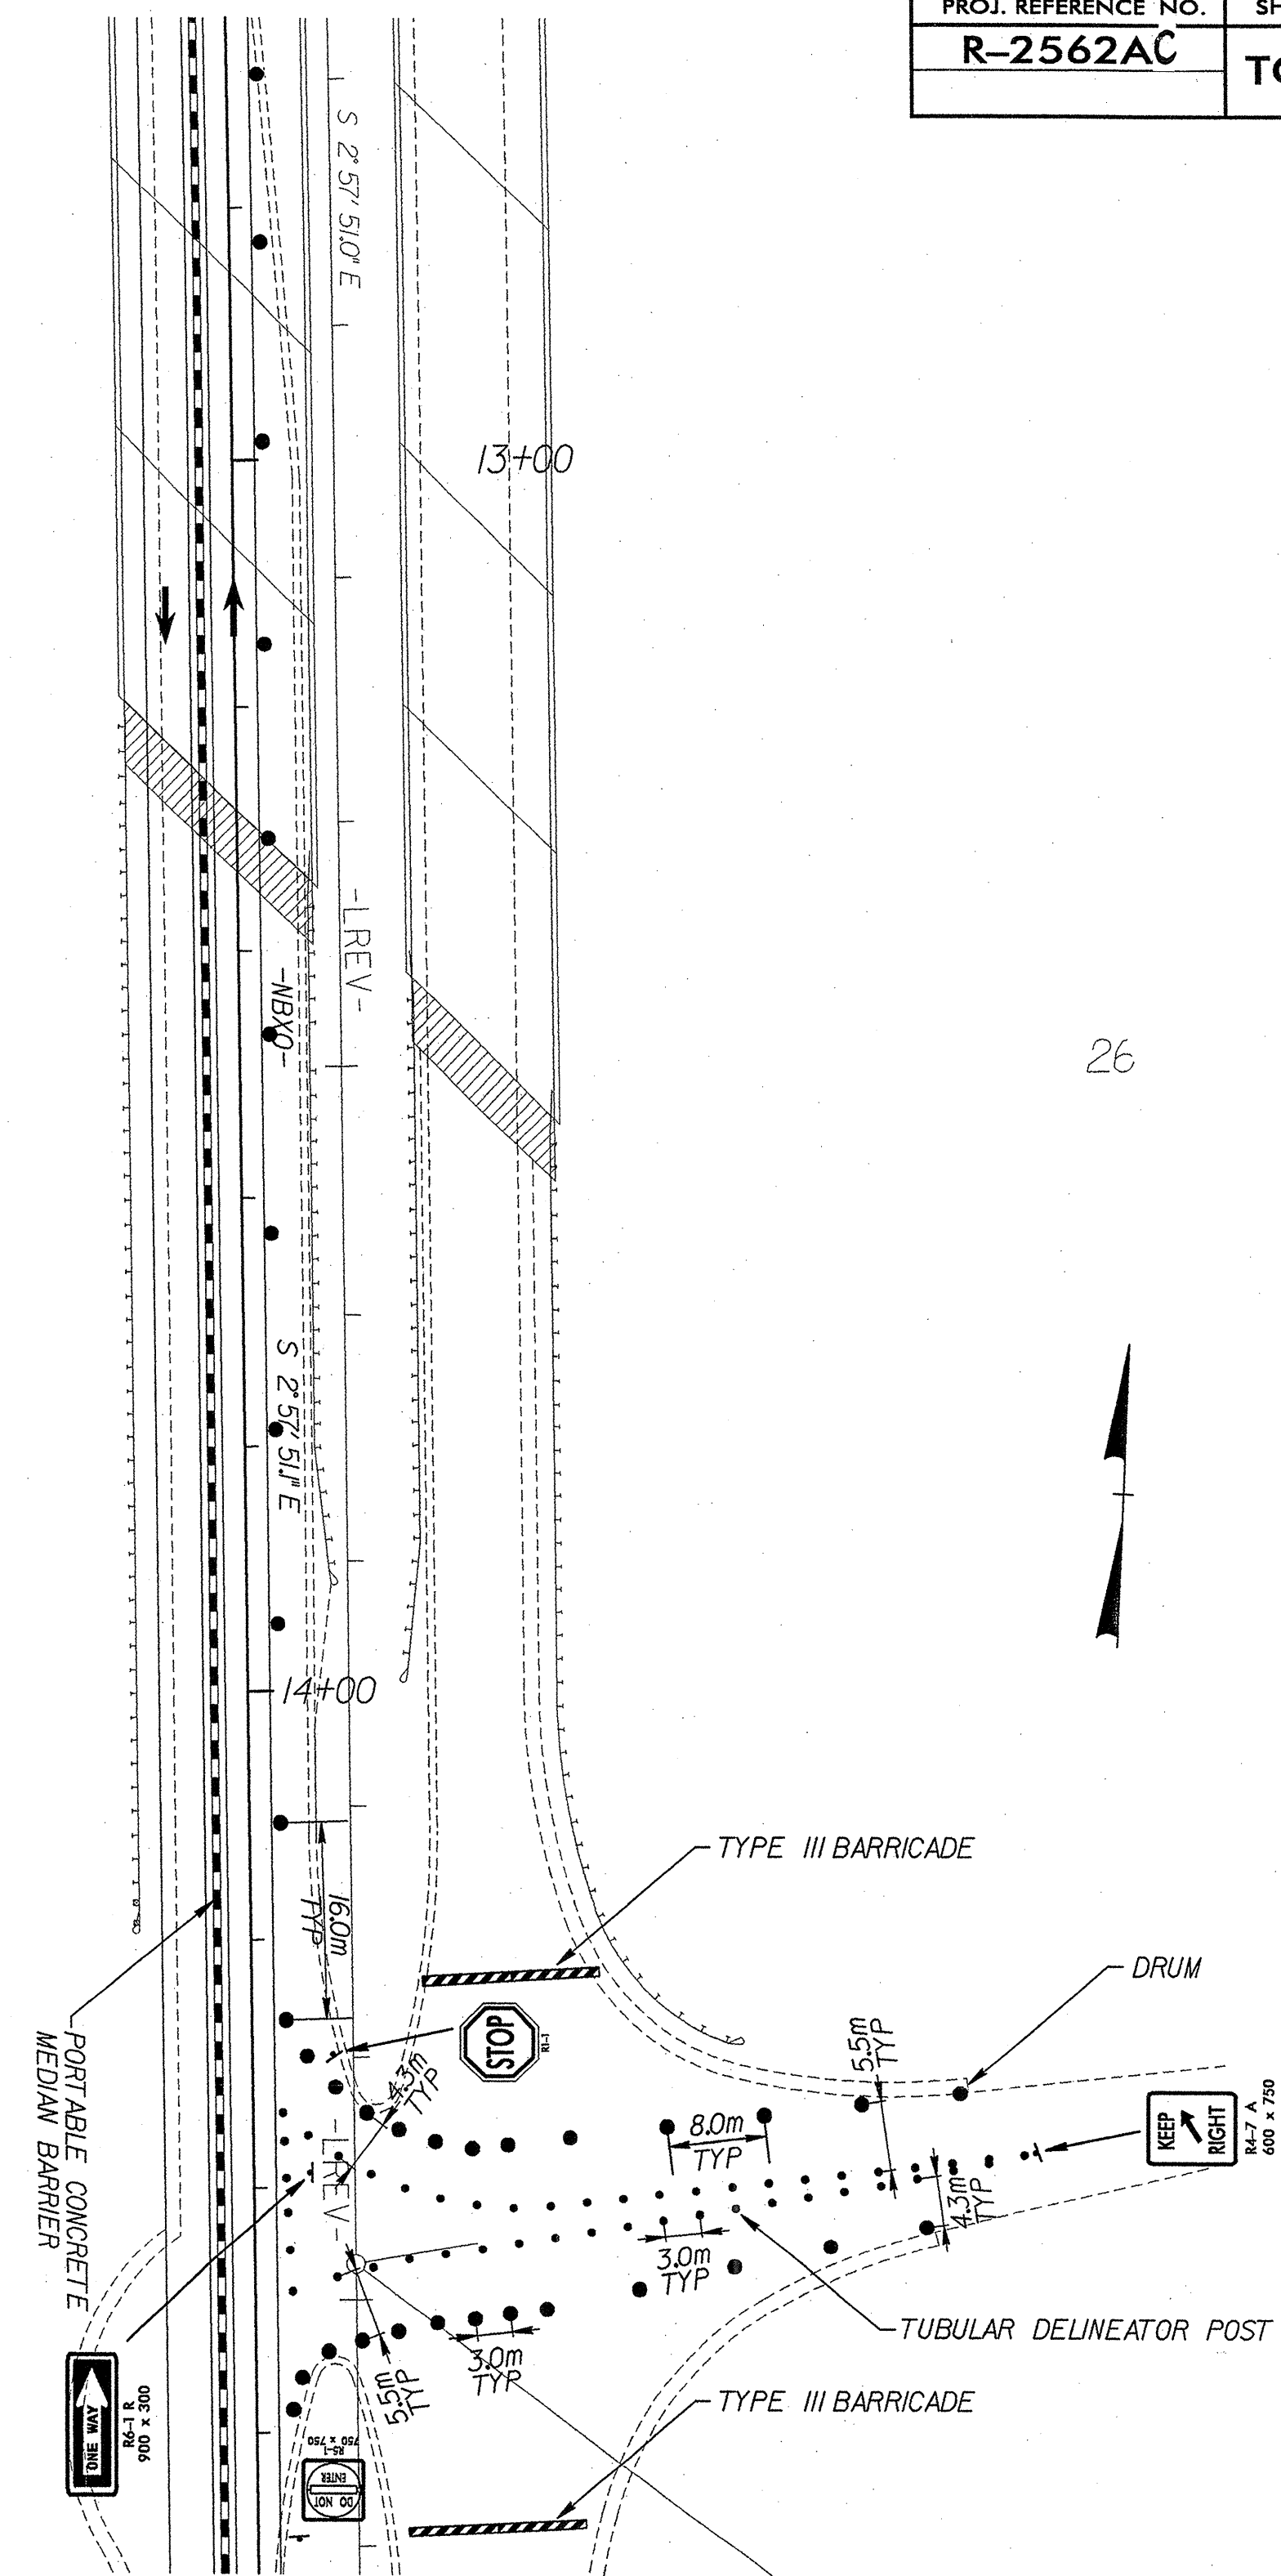 PROJ. REFERENCE NO.
R-2562AC
S 2° 57' 51.0" E
13+00
-LREV-
-NBXO-
26
S 2° 57' 51.1" E
14+00
TYPE III BARRICADE
16.0m
TYP
DRUM
STOP
R1-1
5.5m
TYP
4.3m
TYP
KEEP
RIGHT
R4-7 A
600 x 750
8.0m
TYP
PORTABLE CONCRETE
MEDIAN BARRIER
-LREV-
4.3m
TYP
3.0m
TYP
TUBULAR DELINEATOR POST
3.0m
TYP
5.5m
TYP
TYPE III BARRICADE
ONE WAY
R6-1 R
900 x 300
R5-1
750 x 750
DO NOT
ENTER